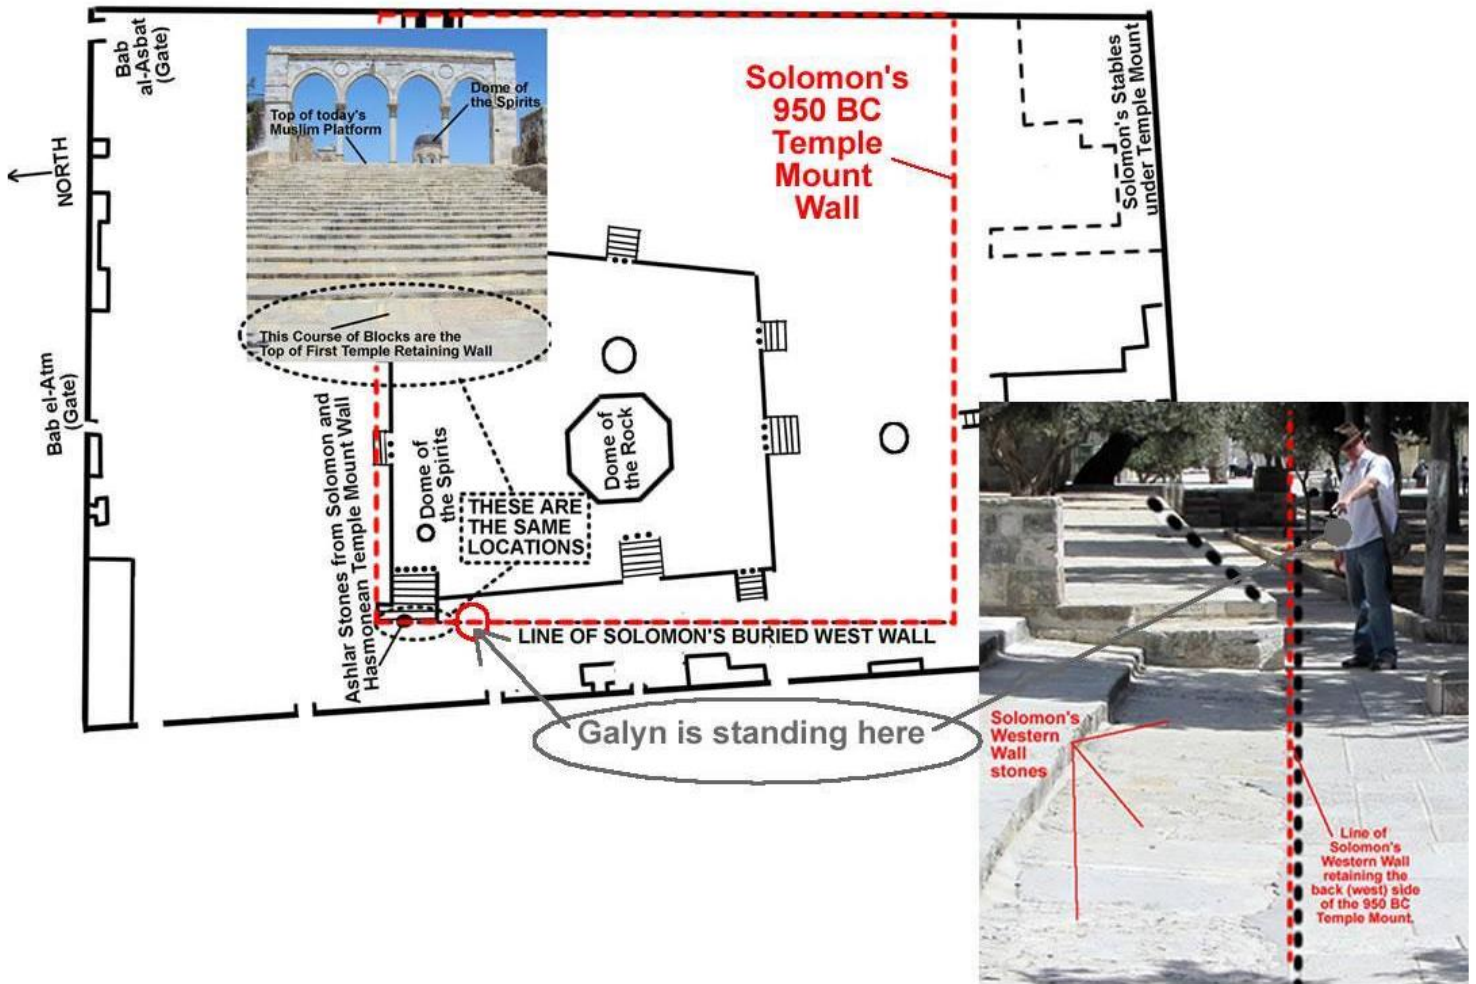 Bab
al-Asbat
(Gate)
NORTH
Bab el-Atm
(Gate)
Dome of
the Spirits
Top of today's
Muslim Platform
This Course of Blocks are the
Top of First Temple Retaining Wall
Solomon's
950 BC
Temple
Mount
Wall
Solomon's Stables
under Temple Mount
Ashlar Stones from Solomon and
Hasmonean Temple Mount Wall
Dome of
the Spirits
Dome of
the Rock
THESE ARE
THE SAME
LOCATIONS
LINE OF SOLOMON'S BURIED WEST WALL
Galyn is standing here
Solomon's
Western
Wall
stones
Line of
Solomon's
Western Wall
retaining the
back (west) side
of the 950 BC
Temple Mount.